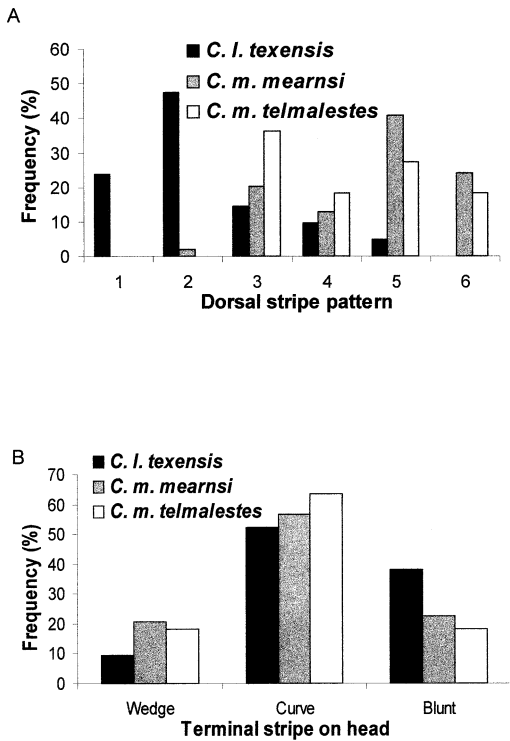 A
C. l. texensis
C. m. mearnsi
C. m. telmalestes
Frequency (%)
60
50
40
30
20
10
0
1 2 3 4 5 6
Dorsal stripe pattern
B
C. l. texensis
C. m. mearnsi
C. m. telmalestes
Frequency (%)
70
60
50
40
30
20
10
0
Wedge Curve Blunt
Terminal stripe on head